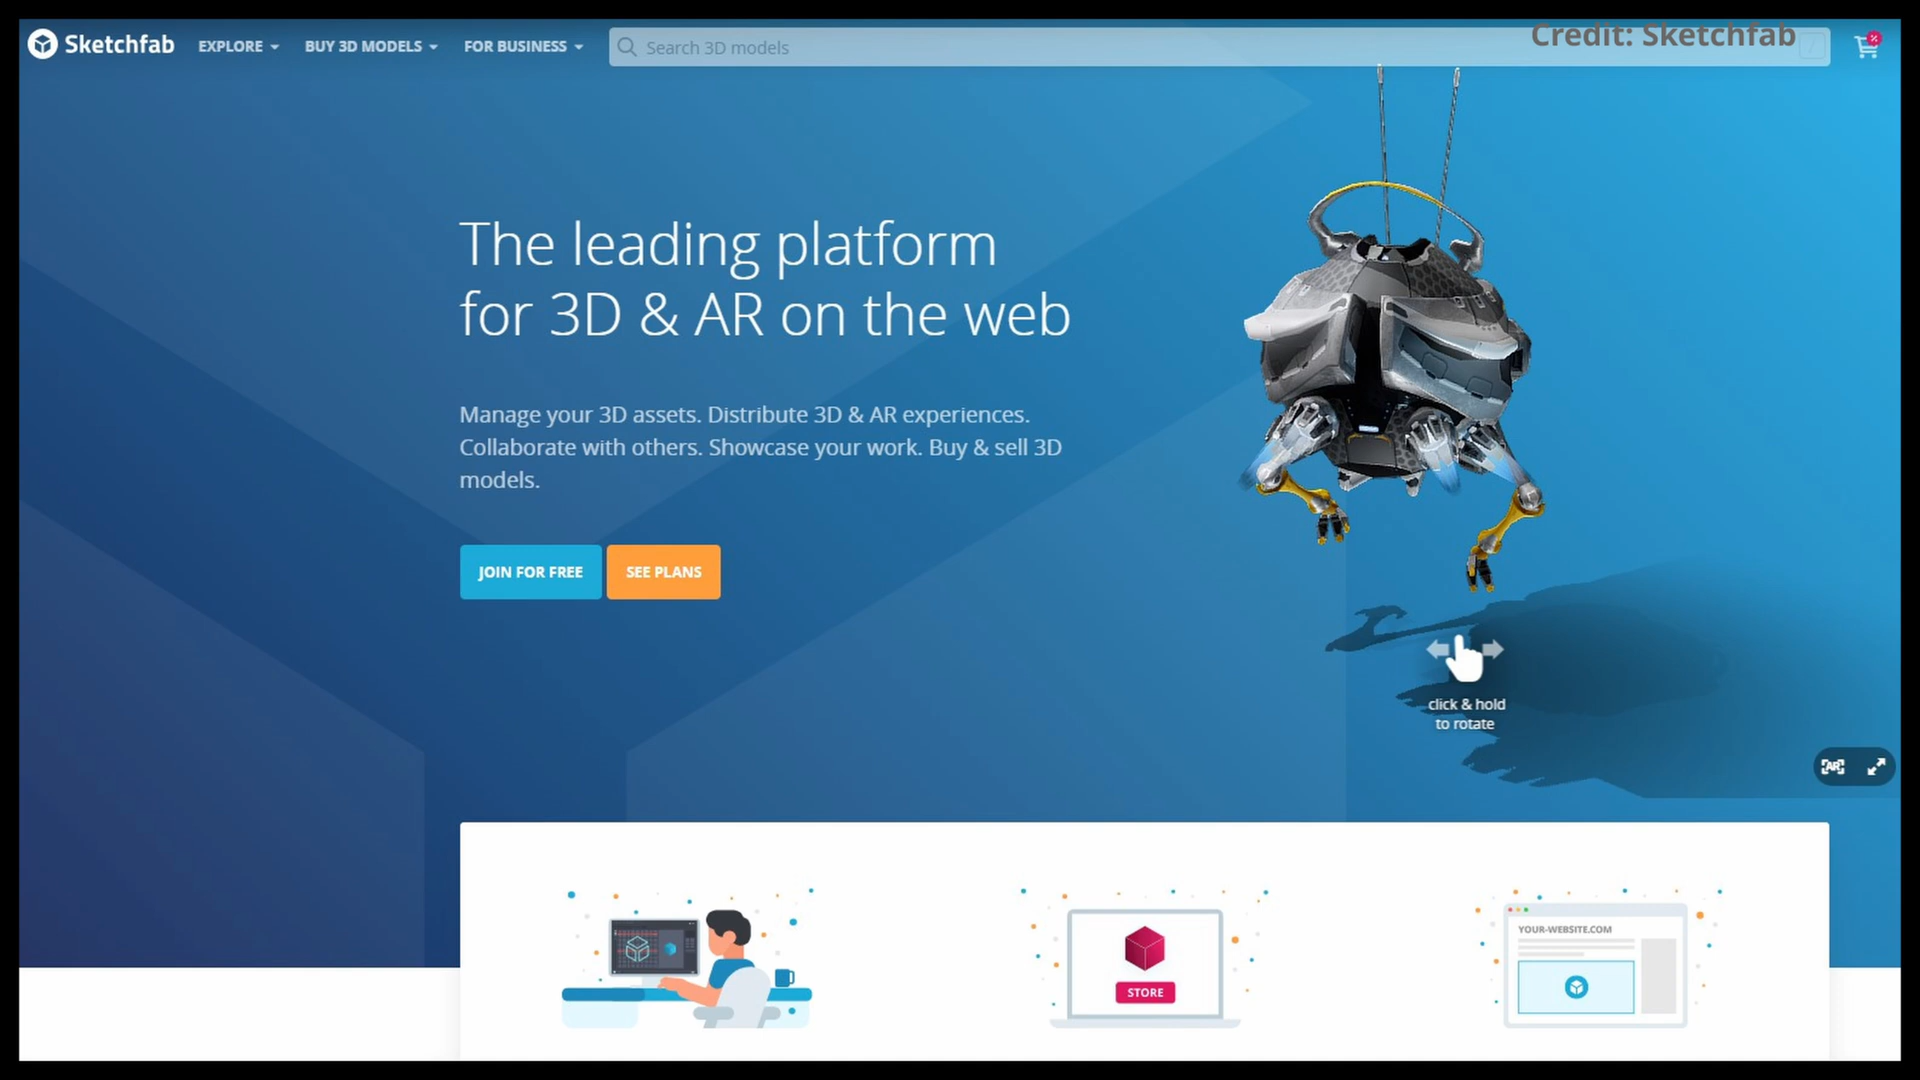 Sketchfab
EXPLORE
BUY 3D MODELS
FOR BUSINESS
Search 3D models
Credit: Sketchfab
/
%
The leading platform
for 3D & AR on the web
Manage your 3D assets. Distribute 3D & AR experiences.
Collaborate with others. Showcase your work. Buy & sell 3D
models.
JOIN FOR FREE
SEE PLANS
click & hold
to rotate
AR
STORE
YOUR-WEBSITE.COM